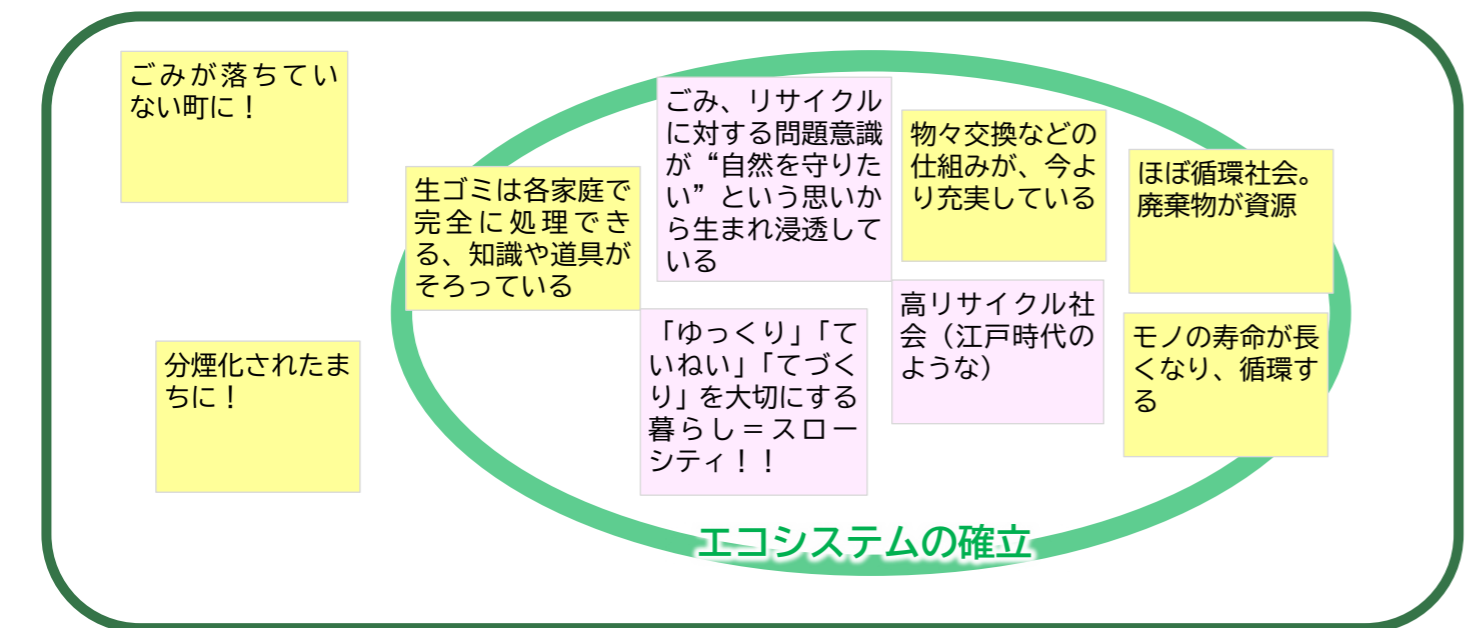 ごみが落ちてい
ない町に！
分煙化されたま
ちに！
生ゴミは各家庭で
完全に処理でき
る、知識や道具が
そろっている
ごみ、リサイクル
に対する問題意識
が“自然を守りた
い”という思いか
ら生まれ浸透して
いる
物々交換などの
仕組みが、今よ
り充実している
ほぼ循環社会。
廃棄物が資源
「ゆっくり」「て
いねい」「てづく
り」を大切にする
暮らし＝スロー
シティ！！
高リサイクル社
会（江戸時代の
ような）
モノの寿命が長
くなり、循環す
る
エコシステムの確立